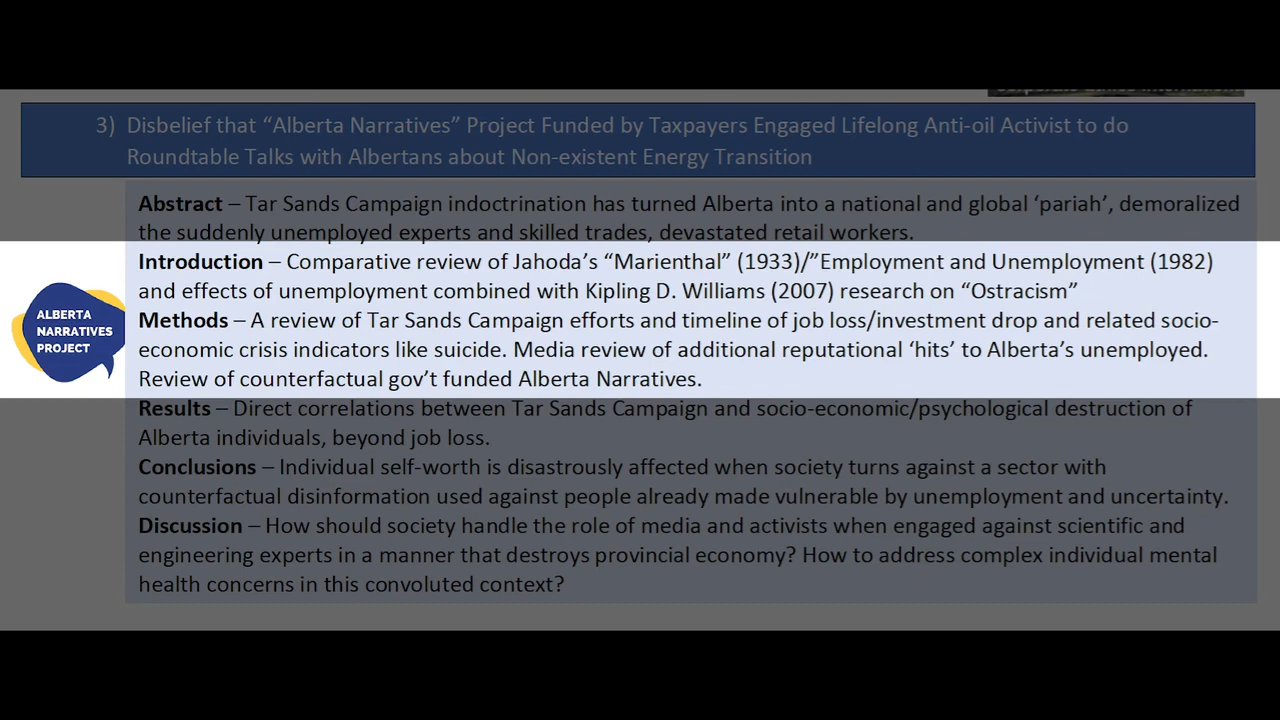 3) Disbelief that “Alberta Narratives” Project Funded by Taxpayers Engaged Lifelong Anti-oil Activist to do
Roundtable Talks with Albertans about Non-existent Energy Transition
Abstract – Tar Sands Campaign indoctrination has turned Alberta into a national and global ‘pariah’, demoralized
the suddenly unemployed experts and skilled trades, devastated retail workers.
Introduction – Comparative review of Jahoda’s “Marienthal” (1933)/”Employment and Unemployment (1982)
and effects of unemployment combined with Kipling D. Williams (2007) research on “Ostracism”
Methods – A review of Tar Sands Campaign efforts and timeline of job loss/investment drop and related socio-
economic crisis indicators like suicide. Media review of additional reputational ‘hits’ to Alberta’s unemployed.
Review of counterfactual gov’t funded Alberta Narratives.
ALBERTA
NARRATIVES
PROJECT
Results – Direct correlations between Tar Sands Campaign and socio-economic/psychological destruction of
Alberta individuals, beyond job loss.
Conclusions – Individual self-worth is disastrously affected when society turns against a sector with
counterfactual disinformation used against people already made vulnerable by unemployment and uncertainty.
Discussion – How should society handle the role of media and activists when engaged against scientific and
engineering experts in a manner that destroys provincial economy? How to address complex individual mental
health concerns in this convoluted context?